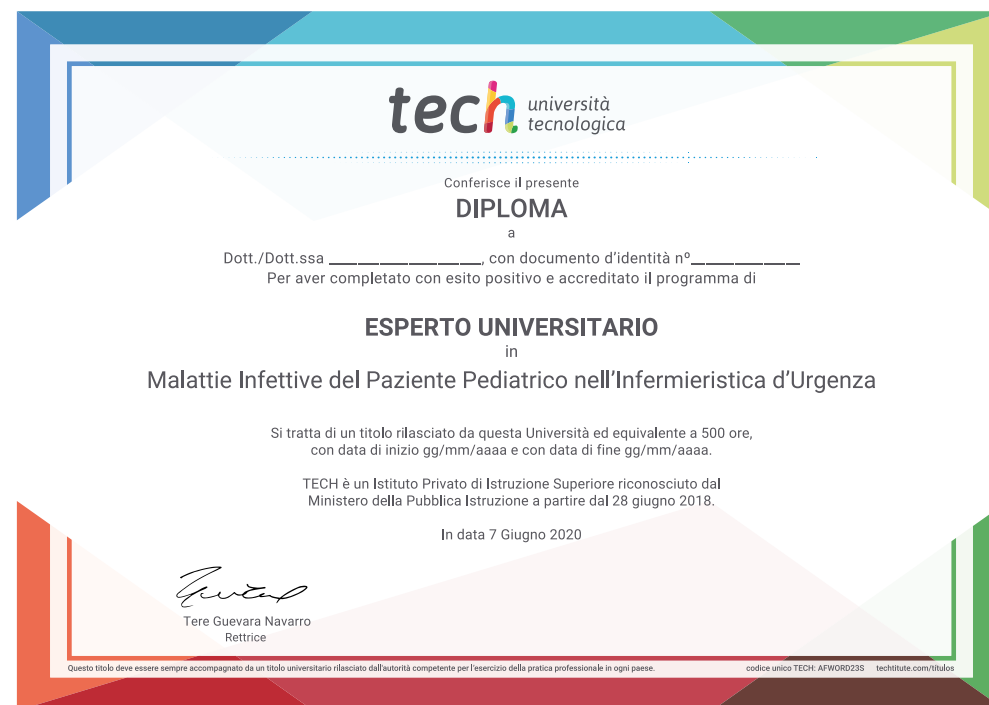 tech università
tecnologica
Conferisce il presente
DIPLOMA
a
Dott./Dott.ssa ____________________, con documento d'identità nº______________
Per aver completato con esito positivo e accreditato il programma di
ESPERTO UNIVERSITARIO
in
Malattie Infettive del Paziente Pediatrico nell'Infermieristica d'Urgenza
Si tratta di un titolo rilasciato da questa Università ed equivalente a 500 ore,
con data di inizio gg/mm/aaaa e con data di fine gg/mm/aaaa.
TECH è un Istituto Privato di Istruzione Superiore riconosciuto dal
Ministero della Pubblica Istruzione a partire dal 28 giugno 2018.
In data 7 Giugno 2020
Tere Guevara Navarro
Rettrice
Questo titolo deve essere sempre accompagnato da un titolo universitario rilasciato dall'autorità competente per l'esercizio della pratica professionale in ogni paese.
codice unico TECH: AFWORD23S techtitute.com/titulos